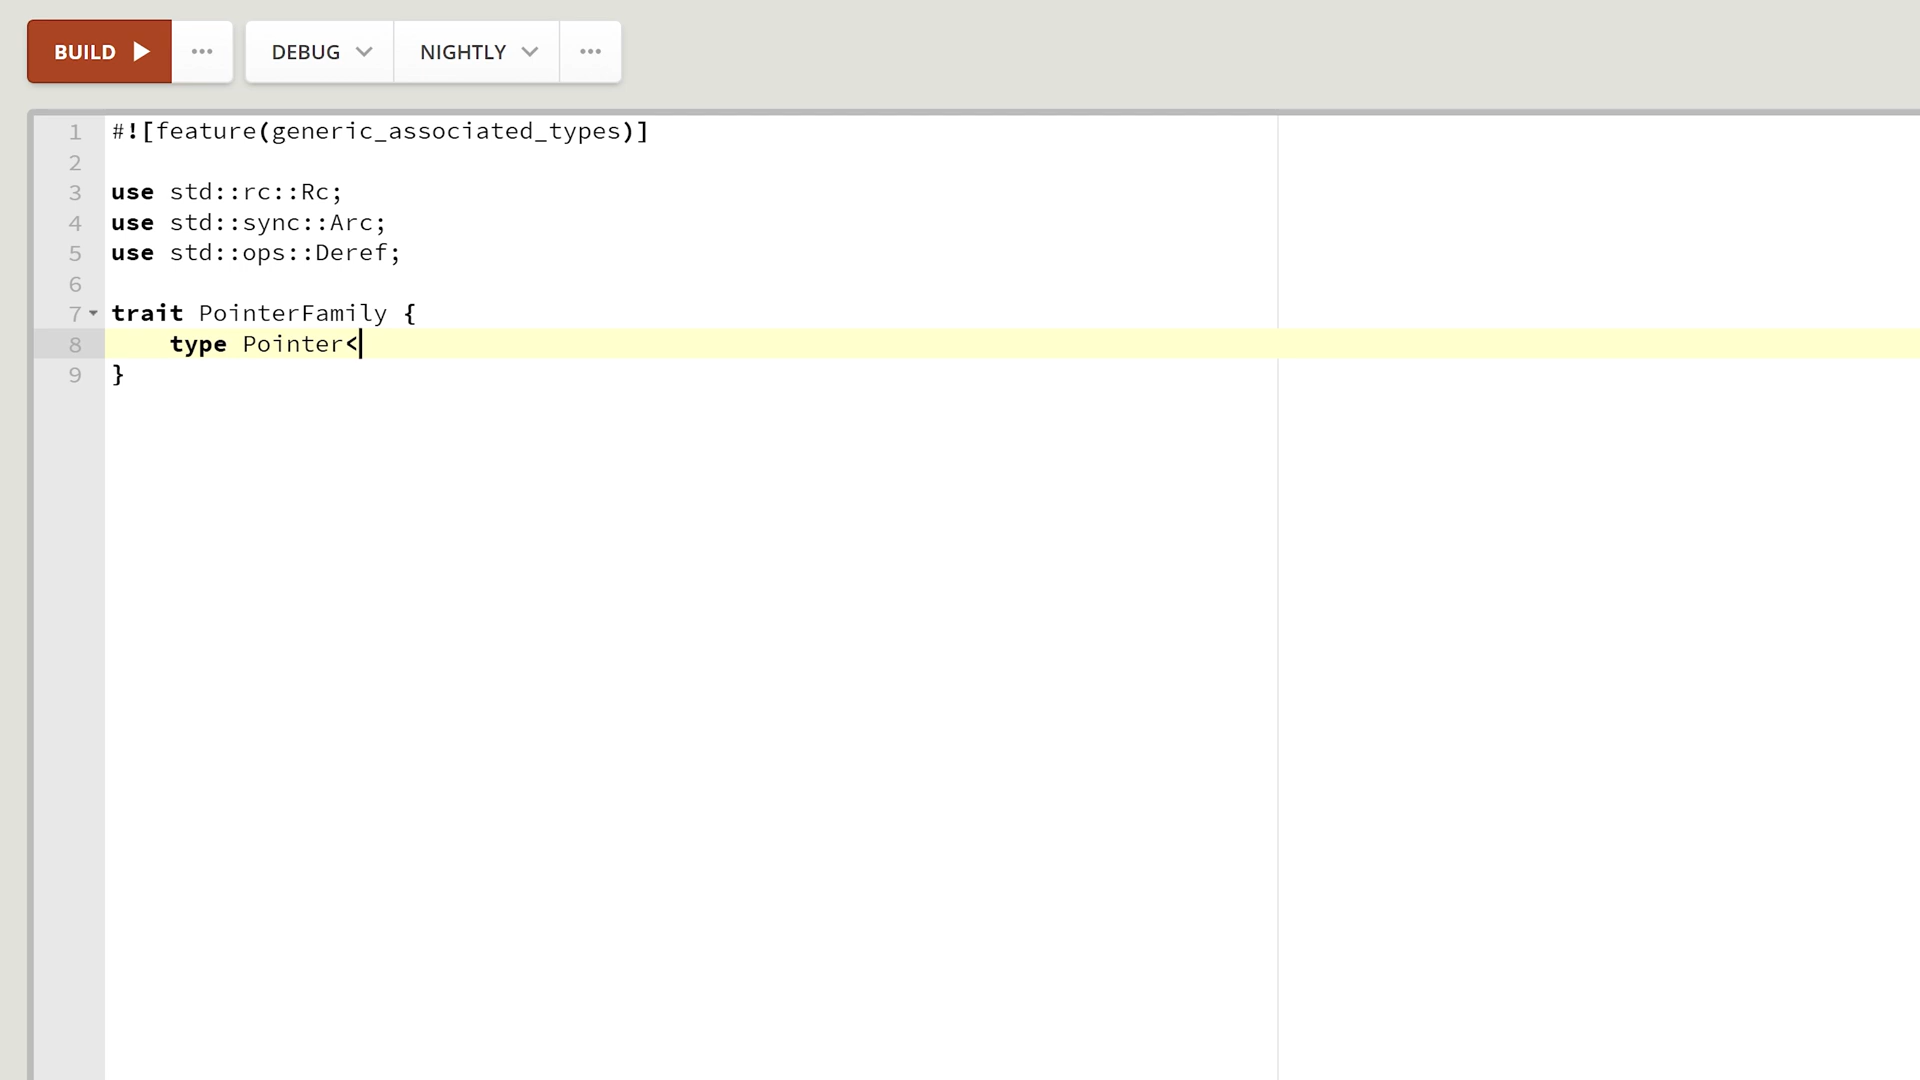 BUILD ▶ ••• DEBUG NIGHTLY •••
1 #![feature(generic_associated_types)]
2
3 use std::rc::Rc;
4 use std::sync::Arc;
5 use std::ops::Deref;
6
7 trait PointerFamily {
8     type Pointer<
9 }